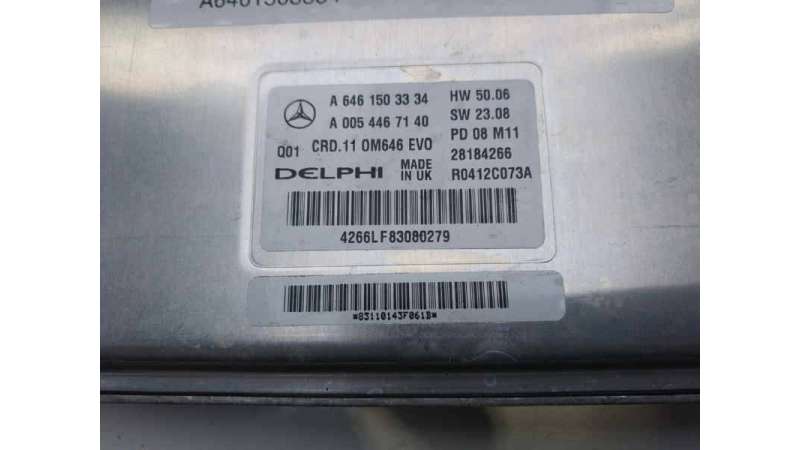 A 646 150 33 34 HW 50.06
A 005 446 71 40 SW 23.08
PD 08 M11
Q01 CRD.11 OM646 EVO 28184266
DELPHI MADE IN UK R0412C073A
4266LF83080279
*83110143F061B*